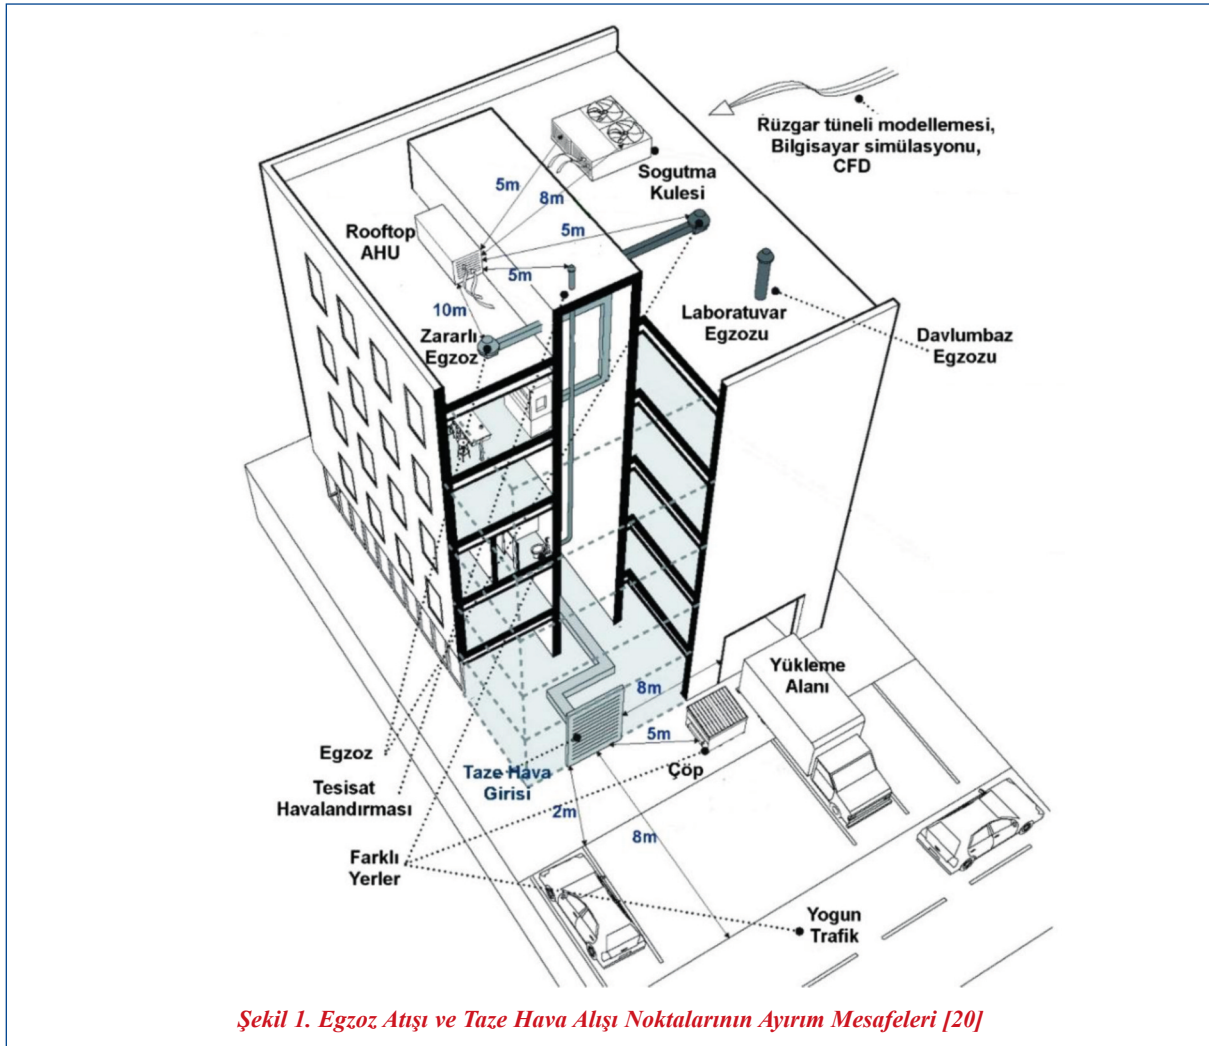 Rüzgar tüneli modellemesi,
Bilgisayar simülasyonu,
CFD
Sogutma
Kulesi
5m
8m
Rooftop
AHU
5m
5m
10m
Zararlı
Egzoz
Laboratuvar
Egzozu
Davlumbaz
Egzozu
Yükleme
Alanı
8m
5m
Egzoz
Taze Hava
Girisi
Çöp
Tesisat
Havalandırması
2m
8m
Farklı
Yerler
Yogun
Trafik
Şekil 1. Egzoz Atışı ve Taze Hava Alışı Noktalarının Ayırım Mesafeleri [20]